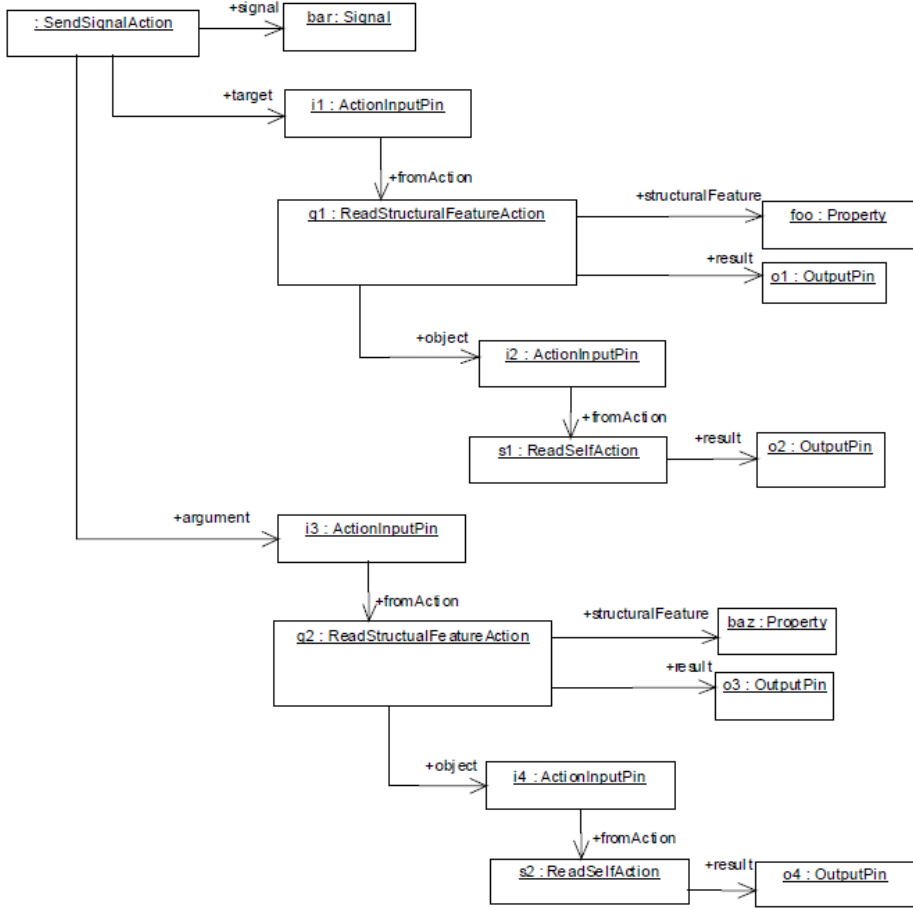 +signal
: SendSignalAction
bar: Signal
+target
i1 : ActionInputPin
+fromAction
g1 : ReadStructuralFeatureAction
+structuralFeature
foo : Property
+result
o1 : OutputPin
+object
i2 : ActionInputPin
+fromAction
s1 : ReadSelfAction
+result
o2 : OutputPin
+argument
i3 : ActionInputPin
+fromAction
g2 : ReadStructualFeatureAction
+structuralFeature
baz : Property
+result
o3 : OutputPin
+object
i4 : ActionInputPin
+fromAction
s2 : ReadSelfAction
+result
o4 : OutputPin